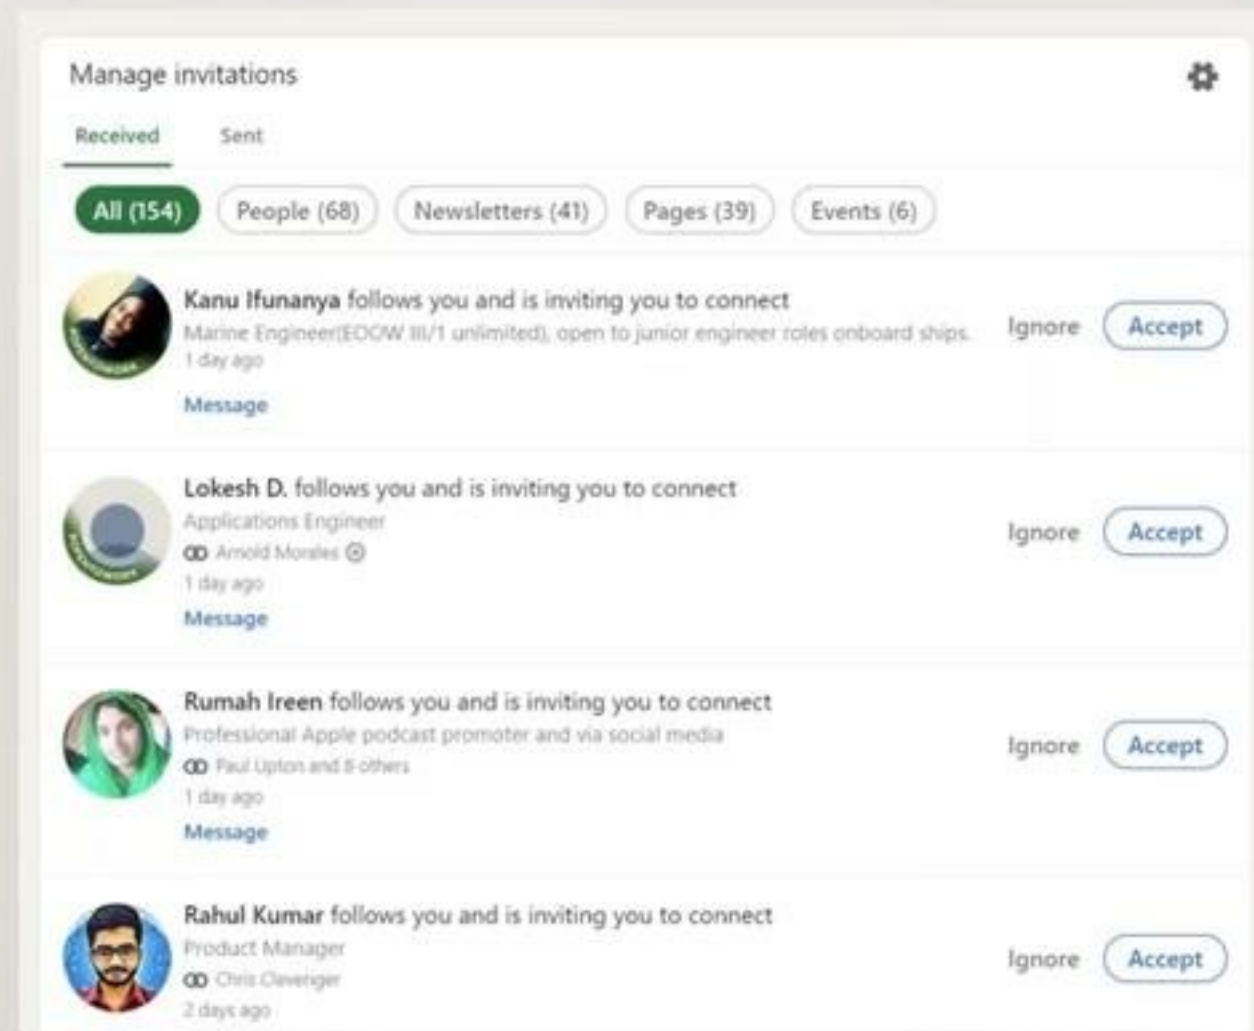 Manage invitations
Received Sent
All (154) People (68) Newsletters (41) Pages (39) Events (6)
Kanu Ifunanya follows you and is inviting you to connect
Marine Engineer(EOOW III/1 unlimited), open to junior engineer roles onboard ships.
1 day ago
Ignore Accept
Message
Lokesh D. follows you and is inviting you to connect
Applications Engineer
Arnold Morales
1 day ago
Ignore Accept
Message
Rumah Ireen follows you and is inviting you to connect
Professional Apple podcast promoter and via social media
Paul Upton and 8 others
1 day ago
Ignore Accept
Message
Rahul Kumar follows you and is inviting you to connect
Product Manager
Chris Clevenger
2 days ago
Ignore Accept